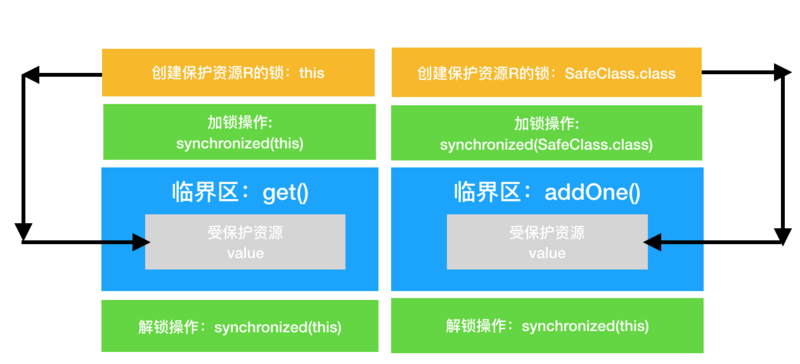 创建保护资源R的锁：this
创建保护资源R的锁：SafeClass.class
加锁操作:
synchronized(this)
加锁操作:
synchronized(SafeClass.class)
临界区：get()
临界区：addOne()
受保护资源
value
受保护资源
value
解锁操作：synchronized(this)
解锁操作：synchronized(this)